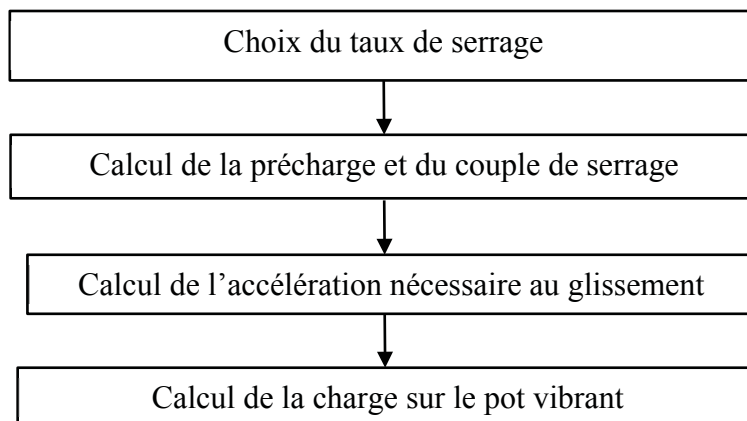 Choix du taux de serrage
Calcul de la précharge et du couple de serrage
Calcul de l’accélération nécessaire au glissement
Calcul de la charge sur le pot vibrant